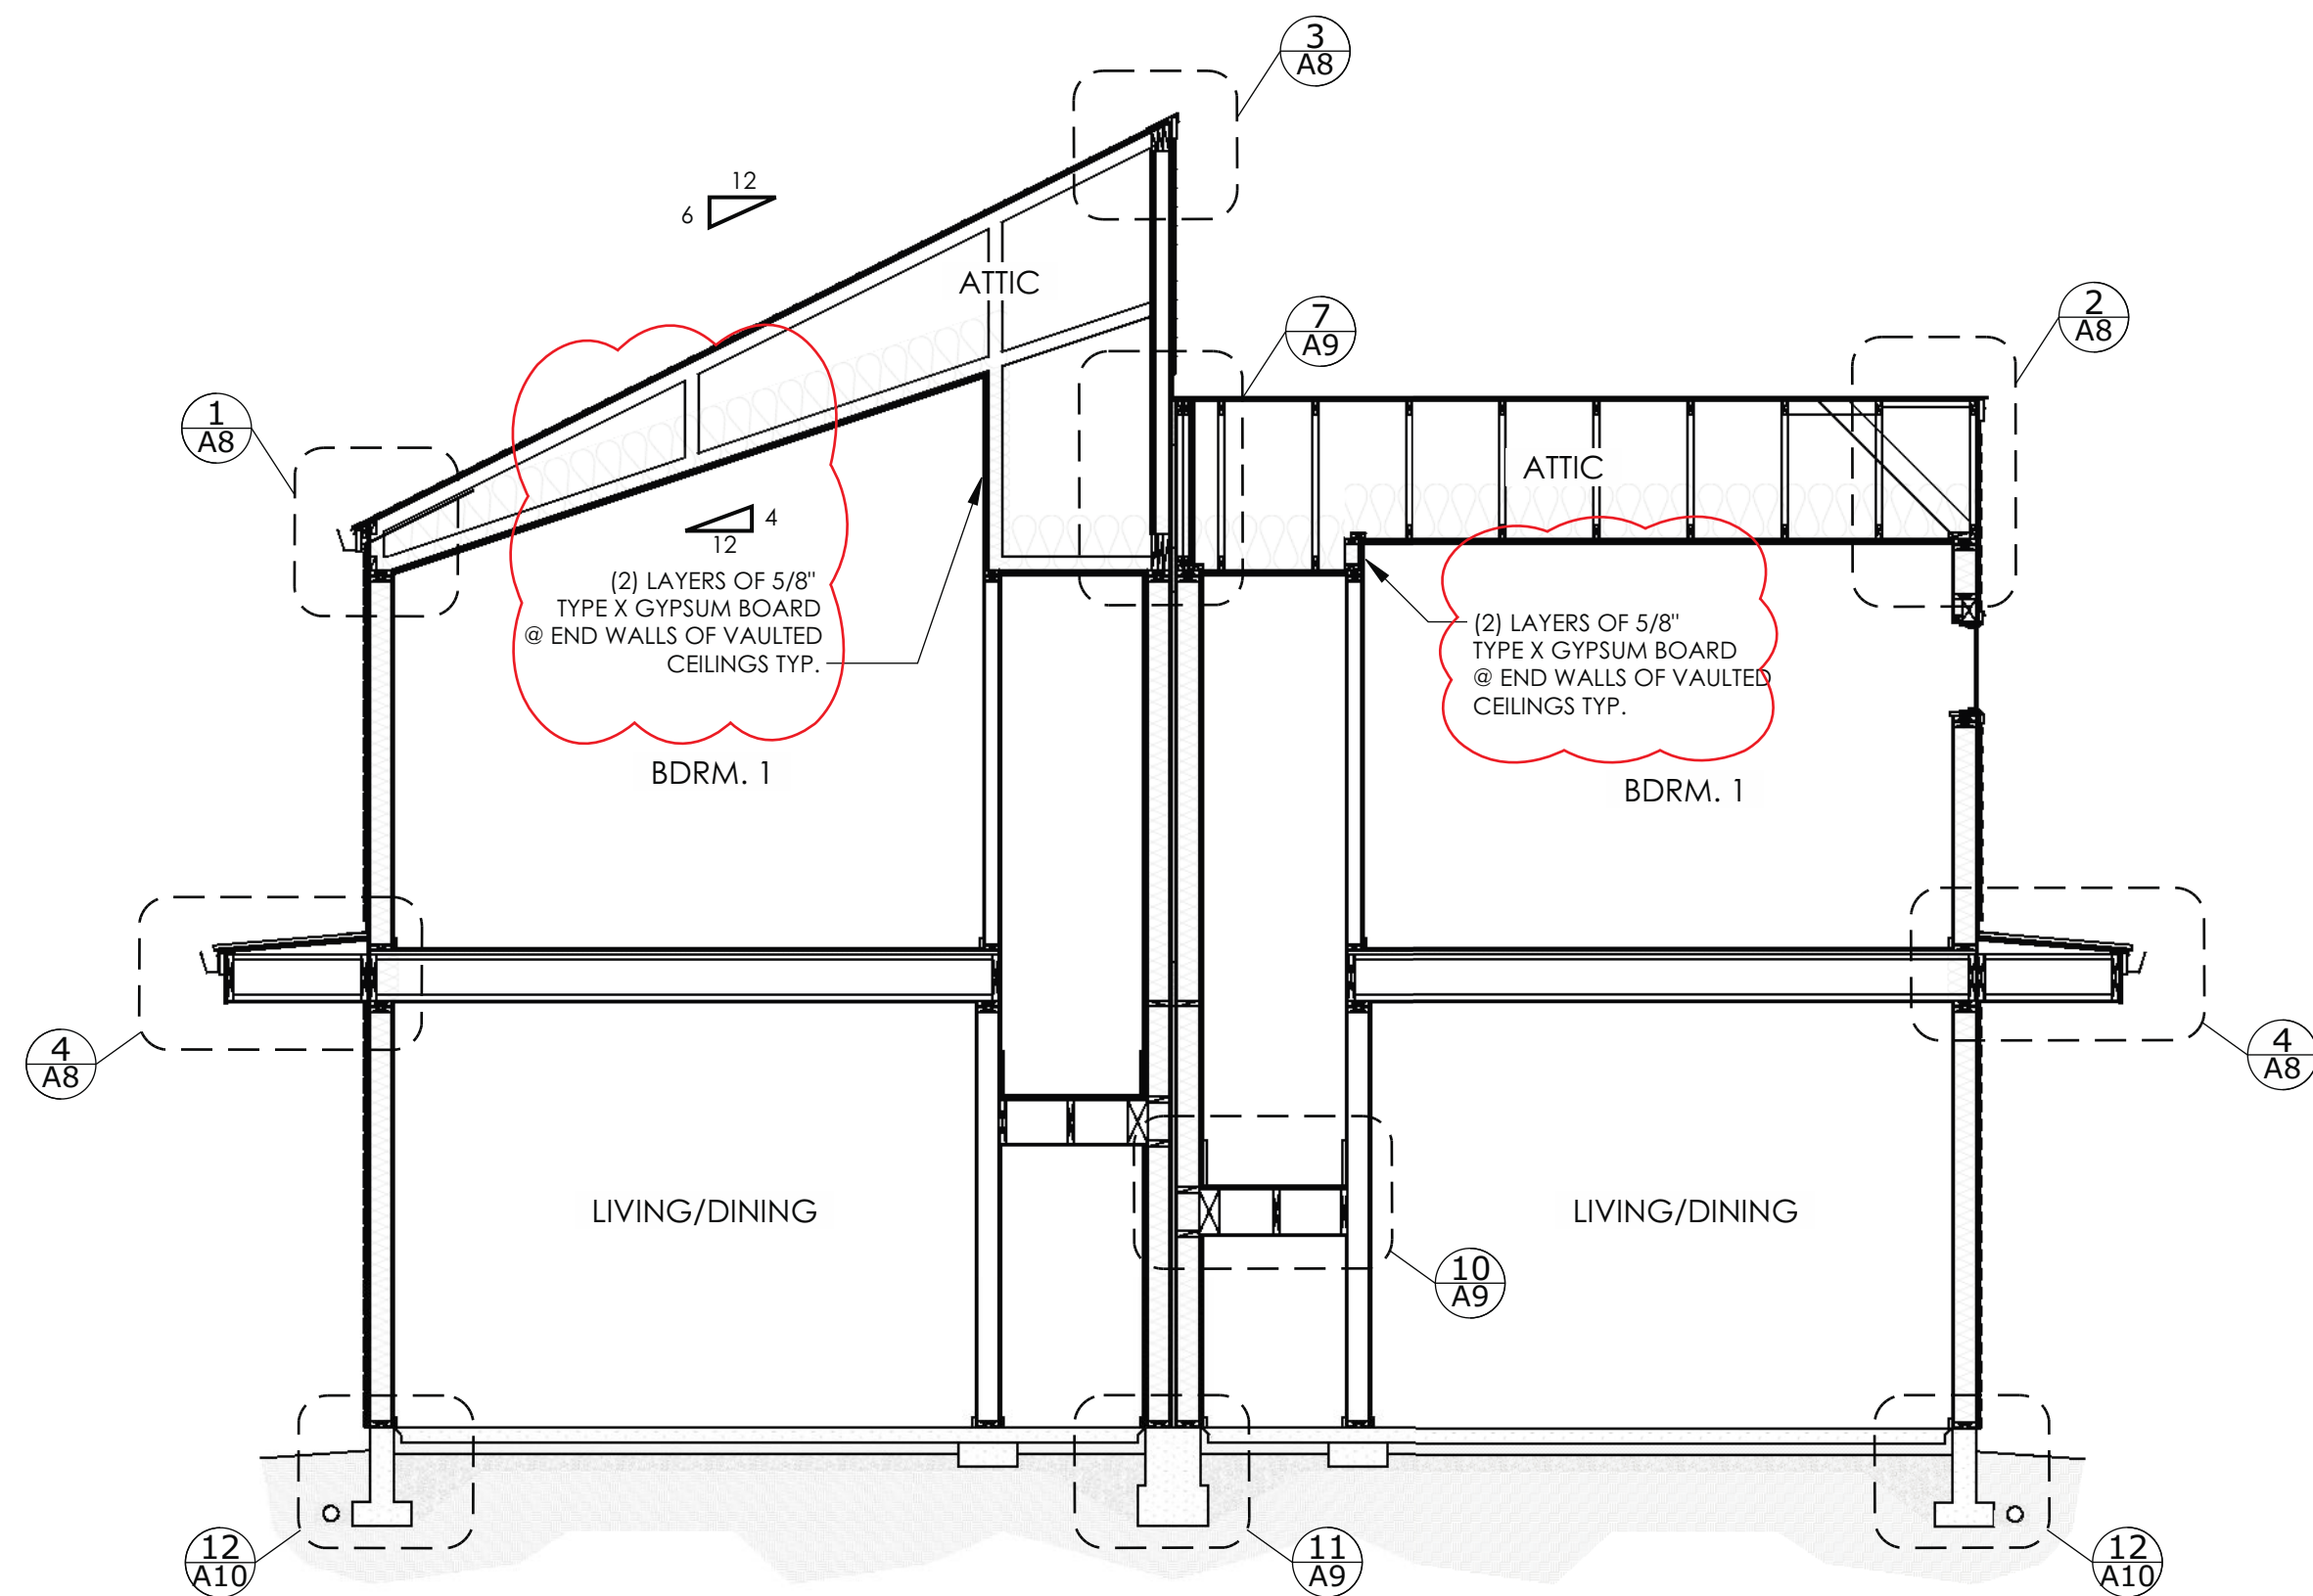 3
A8
12
6
ATTIC
7
A9
2
A8
1
A8
ATTIC
4
12
(2) LAYERS OF 5/8"
TYPE X GYPSUM BOARD
@ END WALLS OF VAULTED
CEILINGS TYP.
(2) LAYERS OF 5/8"
TYPE X GYPSUM BOARD
@ END WALLS OF VAULTED
CEILINGS TYP.
BDRM. 1
BDRM. 1
4
A8
4
A8
LIVING/DINING
LIVING/DINING
10
A9
12
A10
11
A9
12
A10